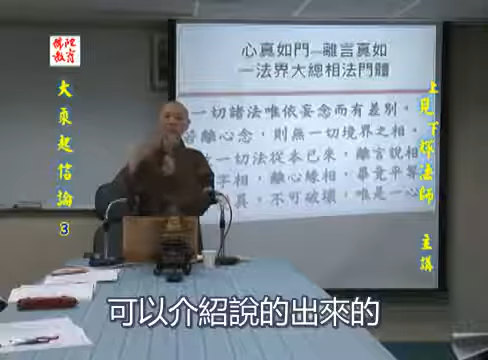 佛陀
教育
大乘起信論 3
心真如門—離言真如
一法界大總相法門體
一切諸法唯依妄念而有差別，
若離心念，則無一切境界之相。
一切法從本已來，離言說相
字相，離心緣相，畢竟平等
異，不可破壞，唯是一心
上見下輝法師 主講
可以介紹說的出來的